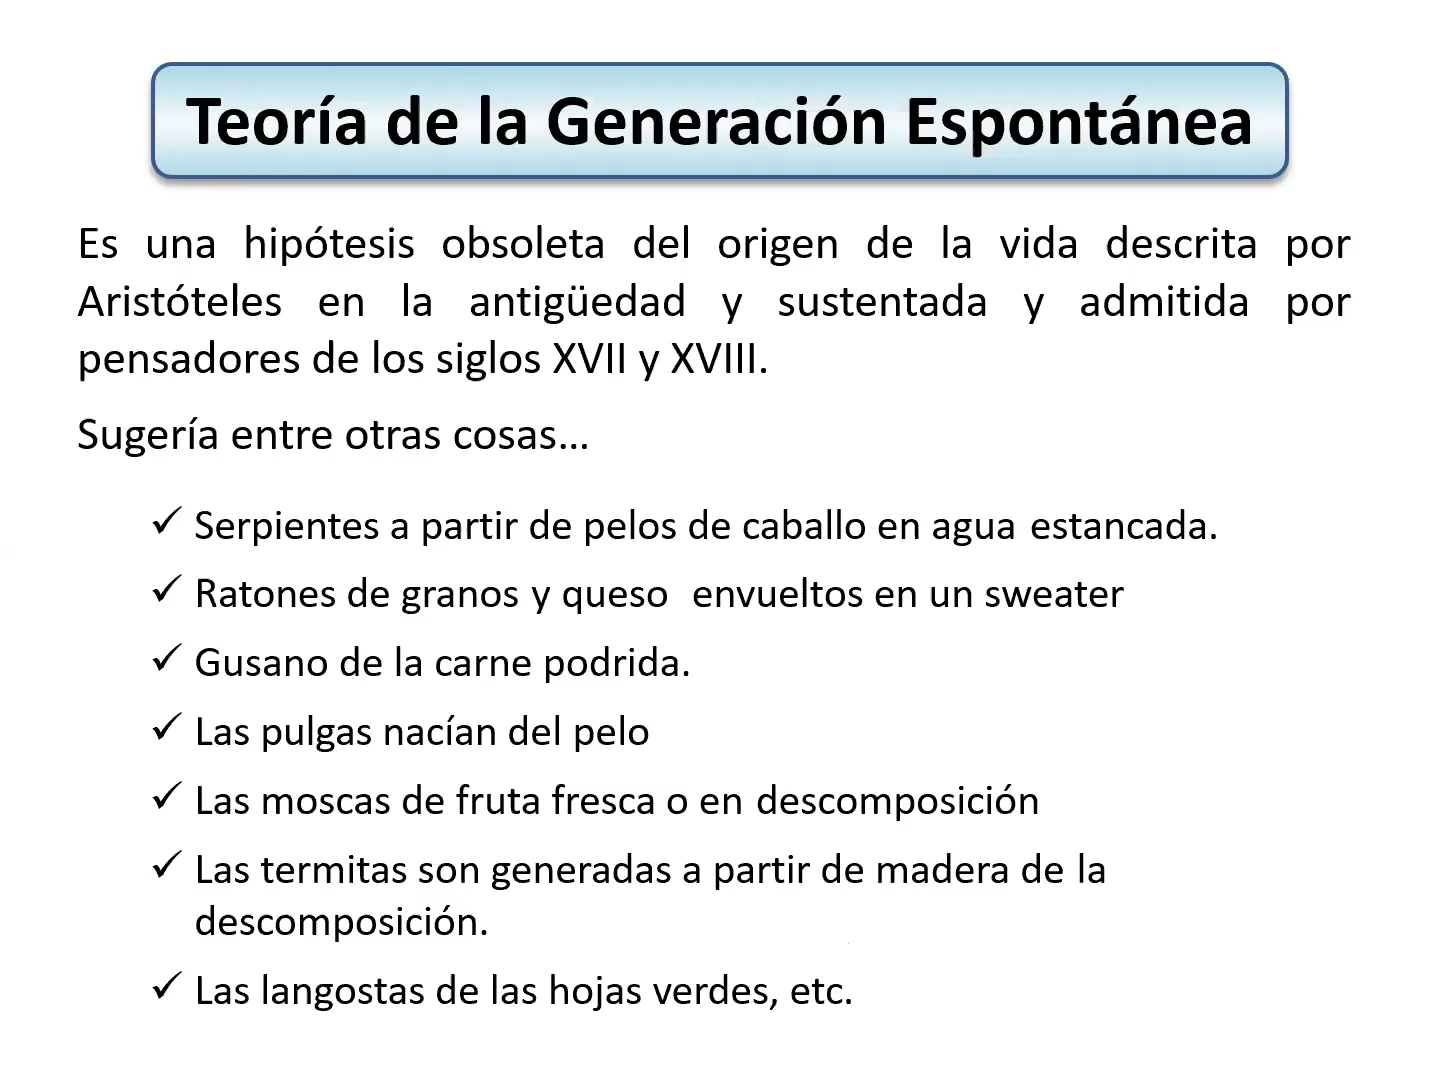 Teoría de la Generación Espontánea
Es una hipótesis obsoleta del origen de la vida descrita por
Aristóteles en la antigüedad y sustentada y admitida por
pensadores de los siglos XVII y XVIII.
Sugería entre otras cosas…
✓ Serpientes a partir de pelos de caballo en agua estancada.
✓ Ratones de granos y queso envueltos en un sweater
✓ Gusano de la carne podrida.
✓ Las pulgas nacían del pelo
✓ Las moscas de fruta fresca o en descomposición
✓ Las termitas son generadas a partir de madera de la
descomposición.
✓ Las langostas de las hojas verdes, etc.